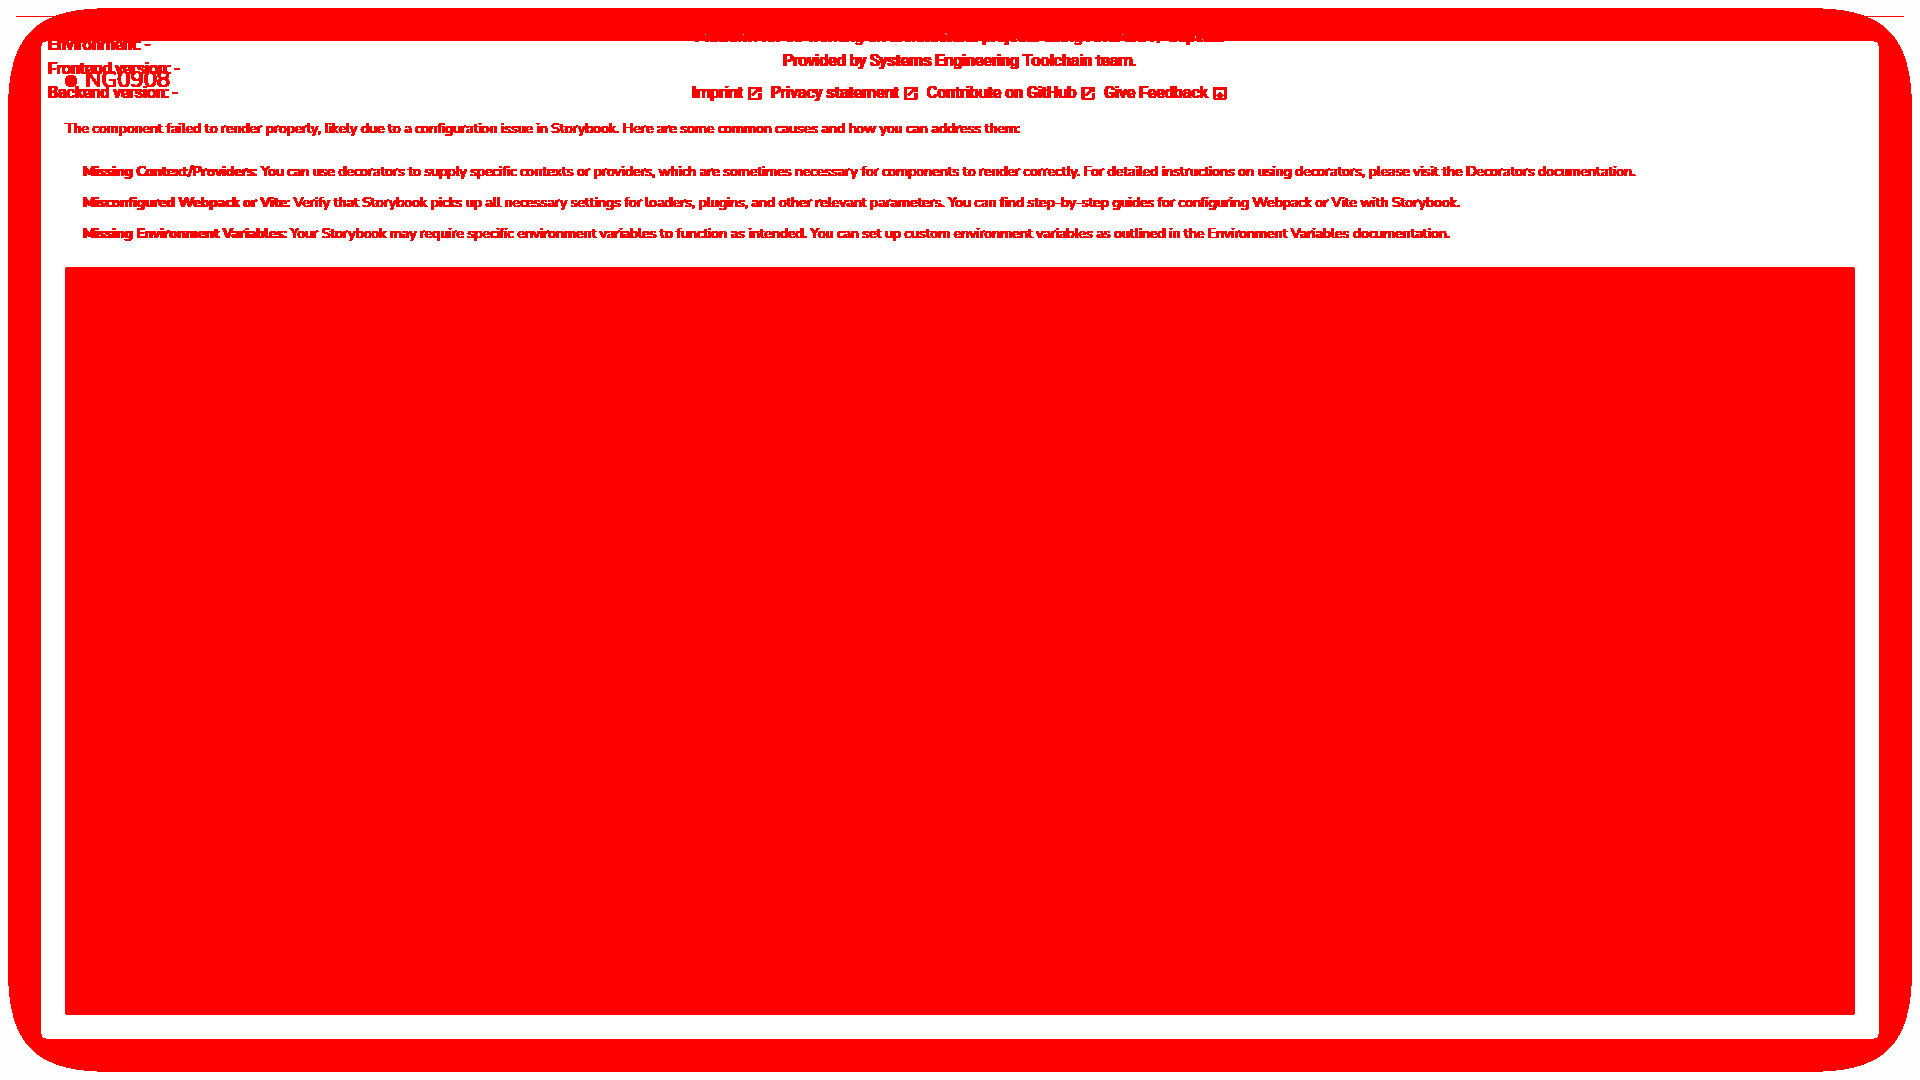 Environment: -
Frontend version: -
NG0908
Backend version: -
Provided by Systems Engineering Toolchain team.
Imprint Privacy statement Contribute on GitHub Give Feedback
The component failed to render properly, likely due to a configuration issue in Storybook. Here are some common causes and how you can address them:
Missing Context/Providers: You can use decorators to supply specific contexts or providers, which are sometimes necessary for components to render correctly. For detailed instructions on using decorators, please visit the Decorators documentation.
Misconfigured Webpack or Vite: Verify that Storybook picks up all necessary settings for loaders, plugins, and other relevant parameters. You can find step-by-step guides for configuring Webpack or Vite with Storybook.
Missing Environment Variables: Your Storybook may require specific environment variables to function as intended. You can set up custom environment variables as outlined in the Environment Variables documentation.